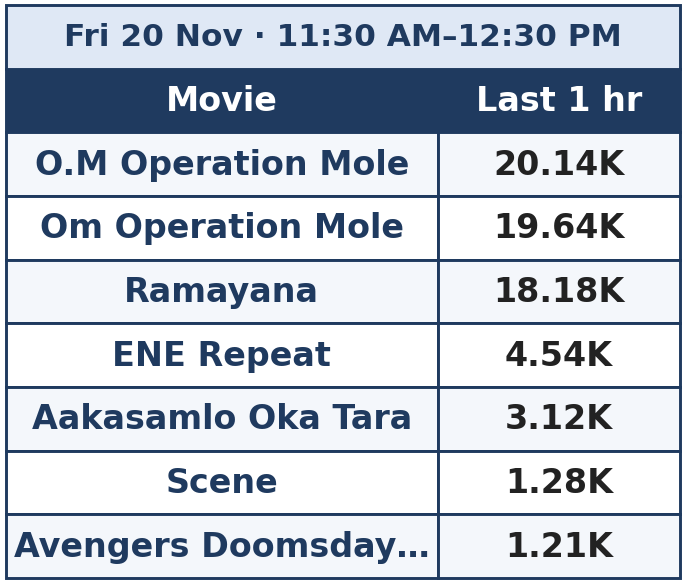 Fri 20 Nov · 11:30 AM–12:30 PM
Movie Last 1 hr
O.M Operation Mole 20.14K
Om Operation Mole 19.64K
Ramayana 18.18K
ENE Repeat 4.54K
Aakasamlo Oka Tara 3.12K
Scene 1.28K
Avengers Doomsday… 1.21K